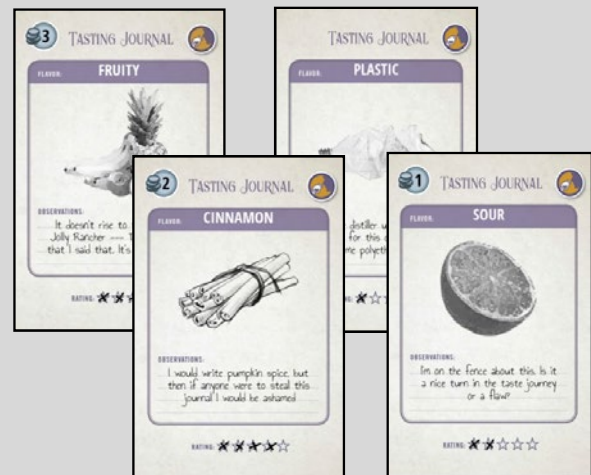 3 TASTING JOURNAL
FLAVOR: FRUITY
OBSERVATIONS:
It doesn't rise to
Jolly Rancher ----
that I said that. It's
RATING:
TASTING JOURNAL
FLAVOR: PLASTIC
distiller
for this
me polyeth
2 TASTING JOURNAL
FLAVOR: CINNAMON
OBSERVATIONS:
I would write pumpkin spice, but
then if anyone were to steal this
journal I would be ashamed
RATING:
1 TASTING JOURNAL
FLAVOR: SOUR
OBSERVATIONS:
I'm on the fence about this. Is it
a nice turn in the taste journey
or a flaw?
RATING: